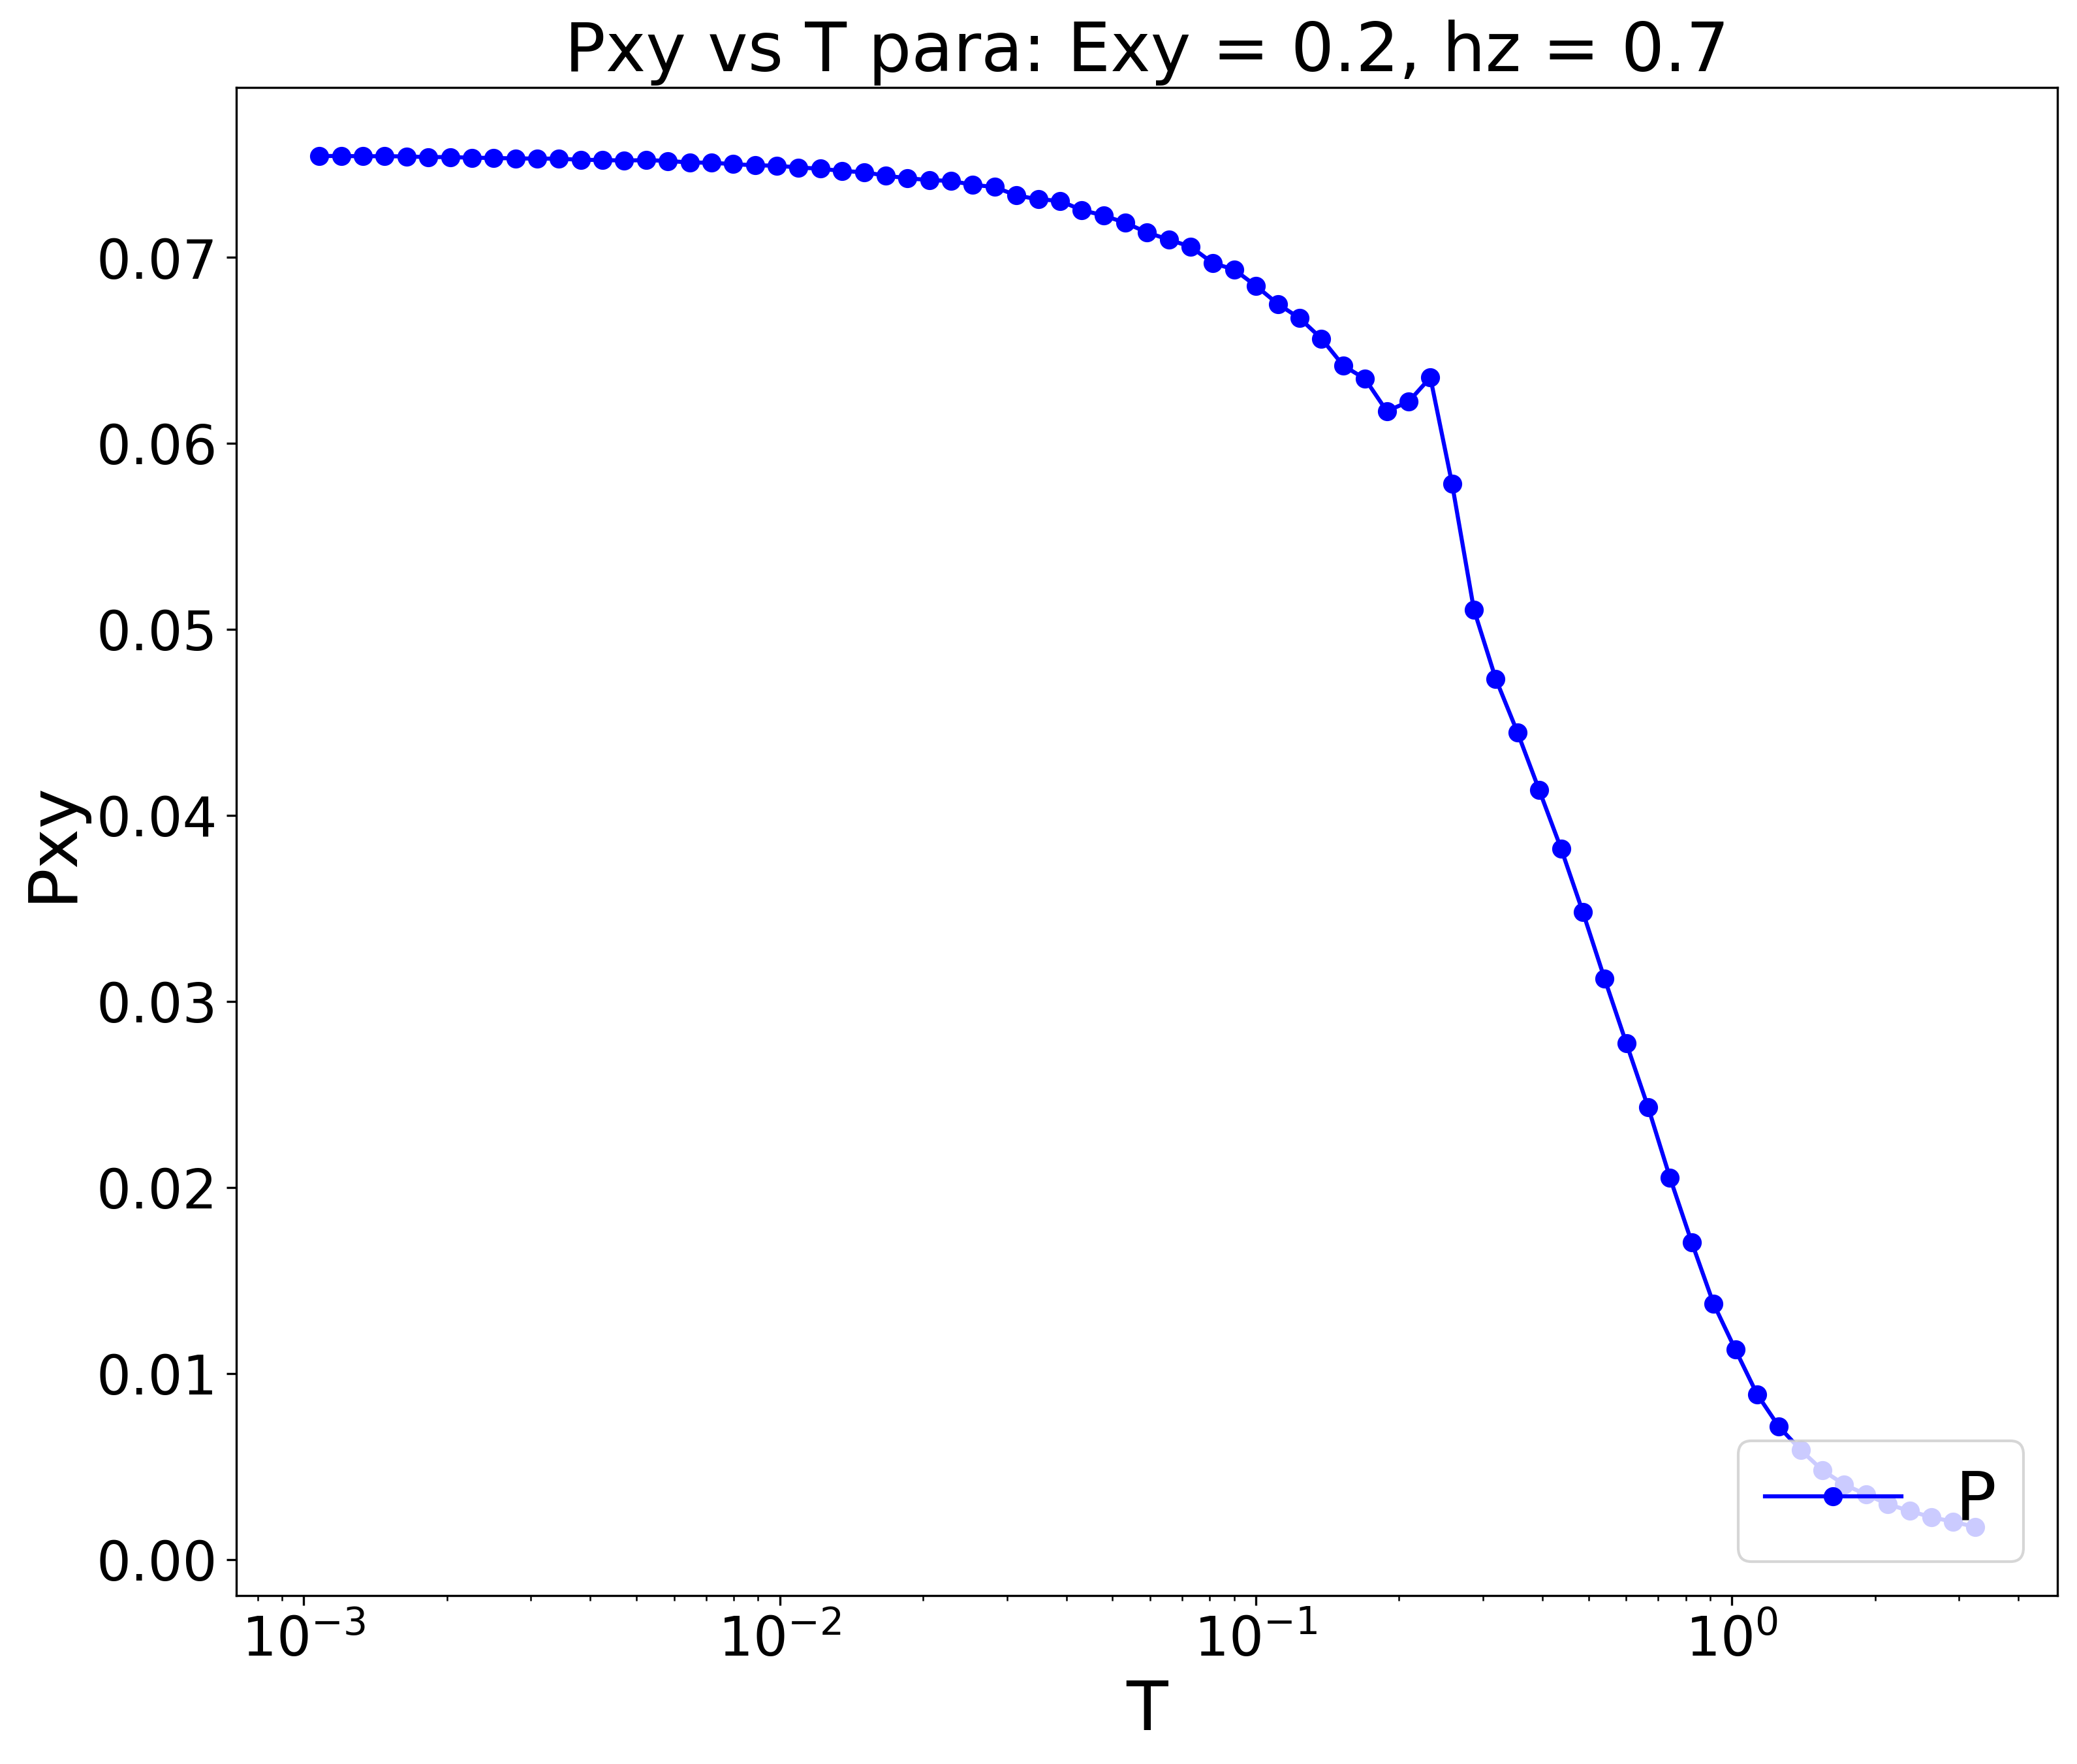 Pxy vs T para: Exy = 0.2, hz = 0.7
Pxy
0.07
0.06
0.05
0.04
0.03
0.02
0.01
0.00
P
10⁻³ 10⁻² 10⁻¹ 10⁰
T